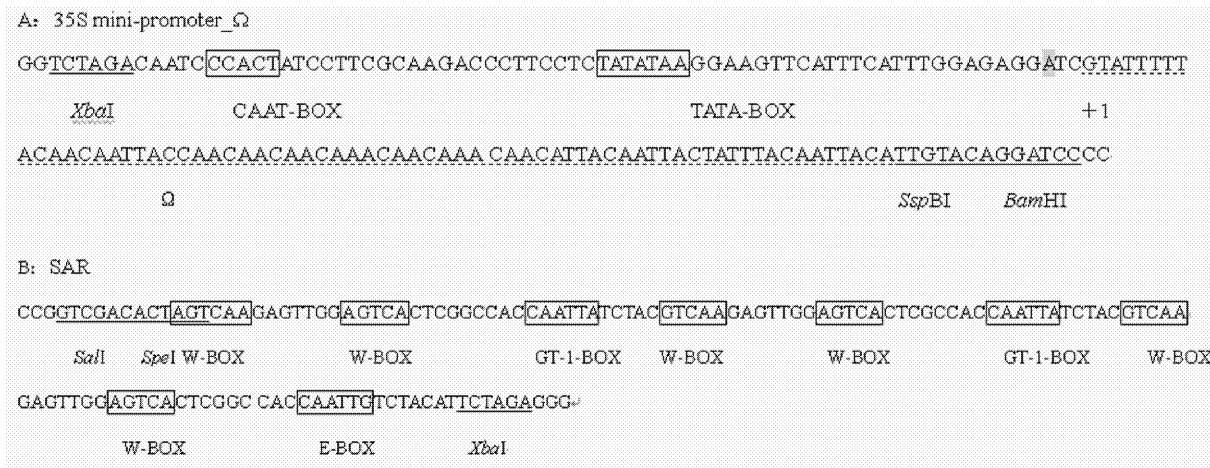 A: 35S mini-promoter_Ω
GGTCTAGACAATCCCACTATCCTTCGCAAGACCCTTCCTCTATATAAGGAAGTTCATTTCATTTGGAGAGGATCGTATTTTT
XbaI CAAT-BOX TATA-BOX +1
ACAACAATTACCAACAACAACAAACAACAAA CAACATTACAATTACTATTTACAATTACATTGTACAGGATCCCC
Ω SspBI BamHI
B: SAR
CCGGTCGACACTAGTCAAGAGTTGGAGTCACTCGGCCACCAATTATCTACGTCAAGAGTTGGAGTCACTCGCCACCAATTATCTACGTCAA
SalI SpeI W-BOX W-BOX GT-1-BOX W-BOX W-BOX GT-1-BOX W-BOX
GAGTTGGAGTCACTCGGC CACCAATTGTCTACATTCTAGAGGG
W-BOX E-BOX XbaI